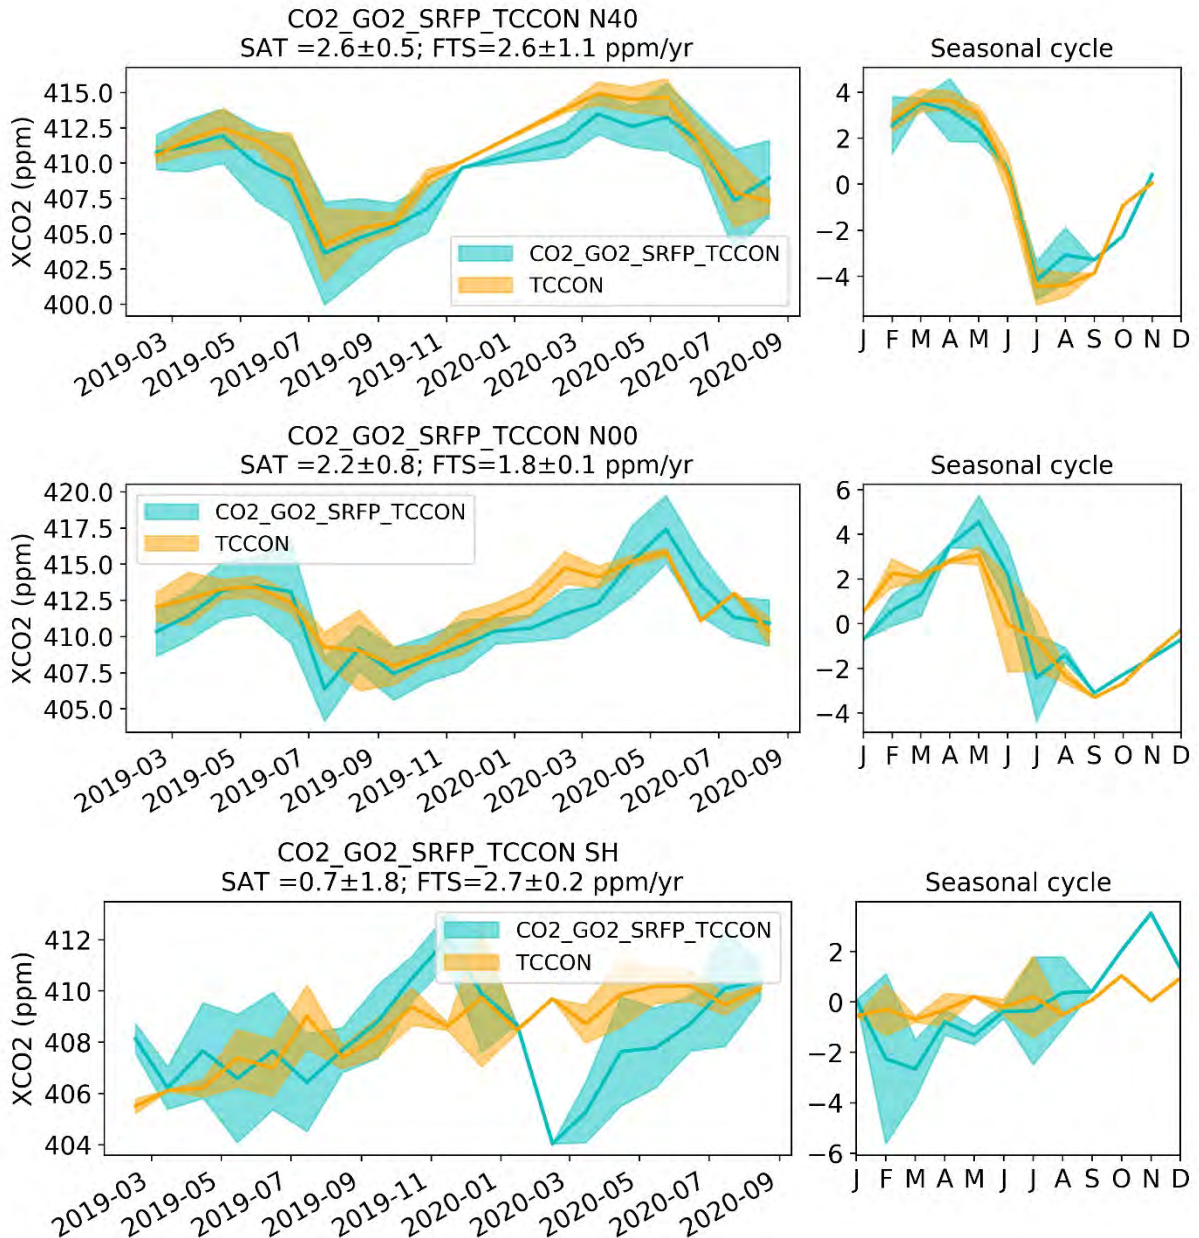 CO2_GO2_SRFP_TCCON N40
SAT =2.6±0.5; FTS=2.6±1.1 ppm/yr
XCO2 (ppm)
415.0
412.5
410.0
407.5
405.0
402.5
400.0
CO2_GO2_SRFP_TCCON
TCCON
2019-03 2019-05 2019-07 2019-09 2019-11 2020-01 2020-03 2020-05 2020-07 2020-09
Seasonal cycle
4
2
0
−2
−4
J F M A M J J A S O N D
CO2_GO2_SRFP_TCCON N00
SAT =2.2±0.8; FTS=1.8±0.1 ppm/yr
XCO2 (ppm)
420.0
417.5
415.0
412.5
410.0
407.5
405.0
CO2_GO2_SRFP_TCCON
TCCON
2019-03 2019-05 2019-07 2019-09 2019-11 2020-01 2020-03 2020-05 2020-07 2020-09
Seasonal cycle
6
4
2
0
−2
−4
J F M A M J J A S O N D
CO2_GO2_SRFP_TCCON SH
SAT =0.7±1.8; FTS=2.7±0.2 ppm/yr
XCO2 (ppm)
412
410
408
406
404
CO2_GO2_SRFP_TCCON
TCCON
2019-03 2019-05 2019-07 2019-09 2019-11 2020-01 2020-03 2020-05 2020-07 2020-09
Seasonal cycle
2
0
−2
−4
−6
J F M A M J J A S O N D